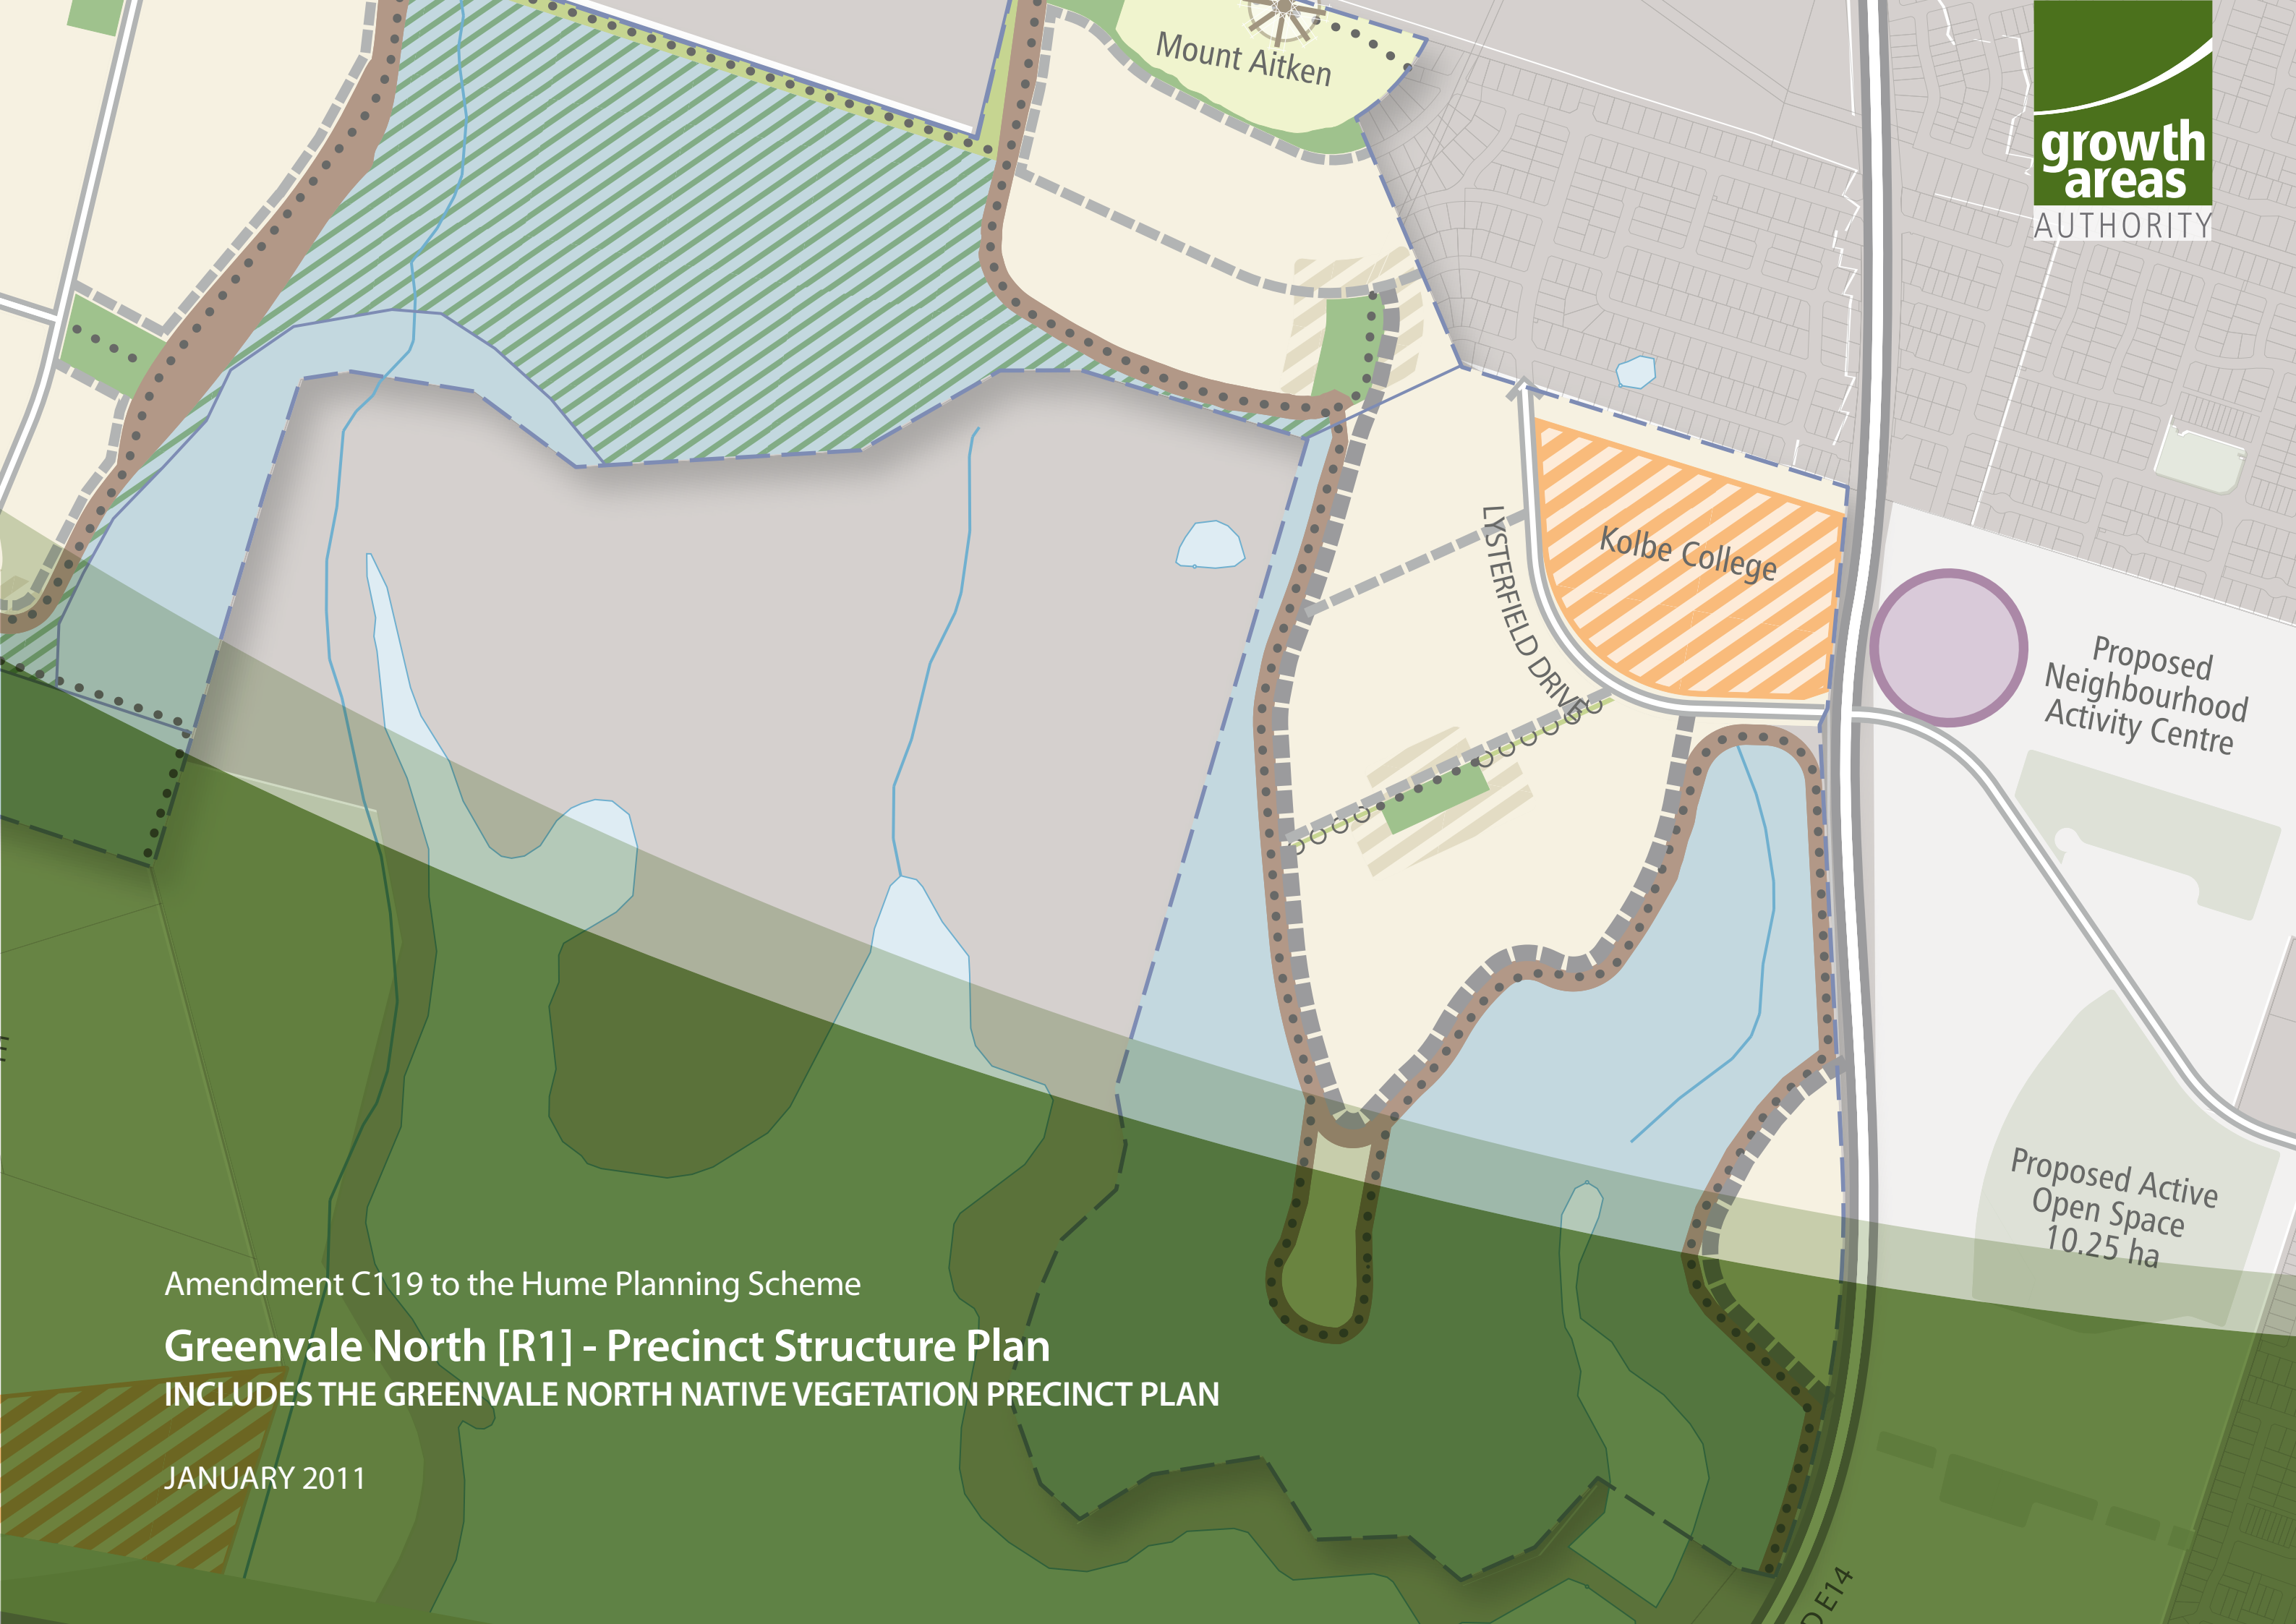 Mount Aitken
growth
areas
AUTHORITY
Kolbe College
LYSTERFIELD DRIVE
Proposed
Neighbourhood
Activity Centre
Proposed Active
Open Space
10.25 ha
Amendment C119 to the Hume Planning Scheme
Greenvale North [R1] - Precinct Structure Plan
INCLUDES THE GREENVALE NORTH NATIVE VEGETATION PRECINCT PLAN
JANUARY 2011
E14